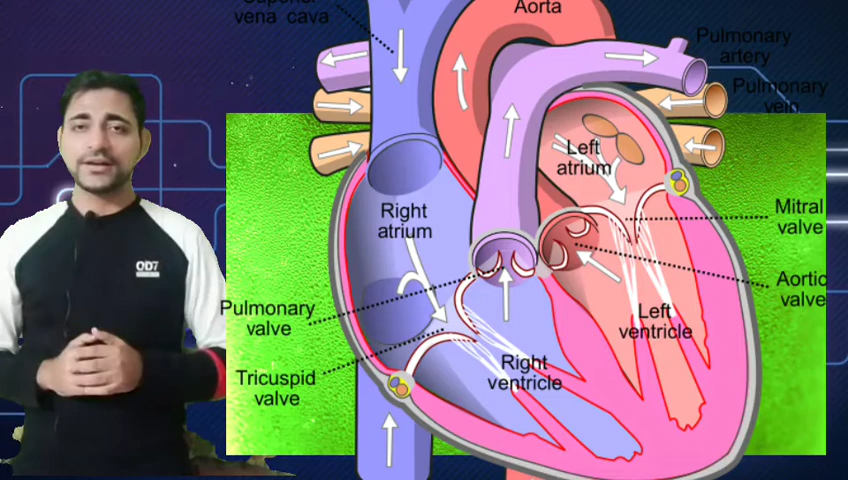 Superior
vena cava
Aorta
Pulmonary
artery
Pulmonary
vein
Left
atrium
Right
atrium
Mitral
valve
Aortic
valve
Pulmonary
valve
Left
ventricle
Right
ventricle
Tricuspid
valve
OD7